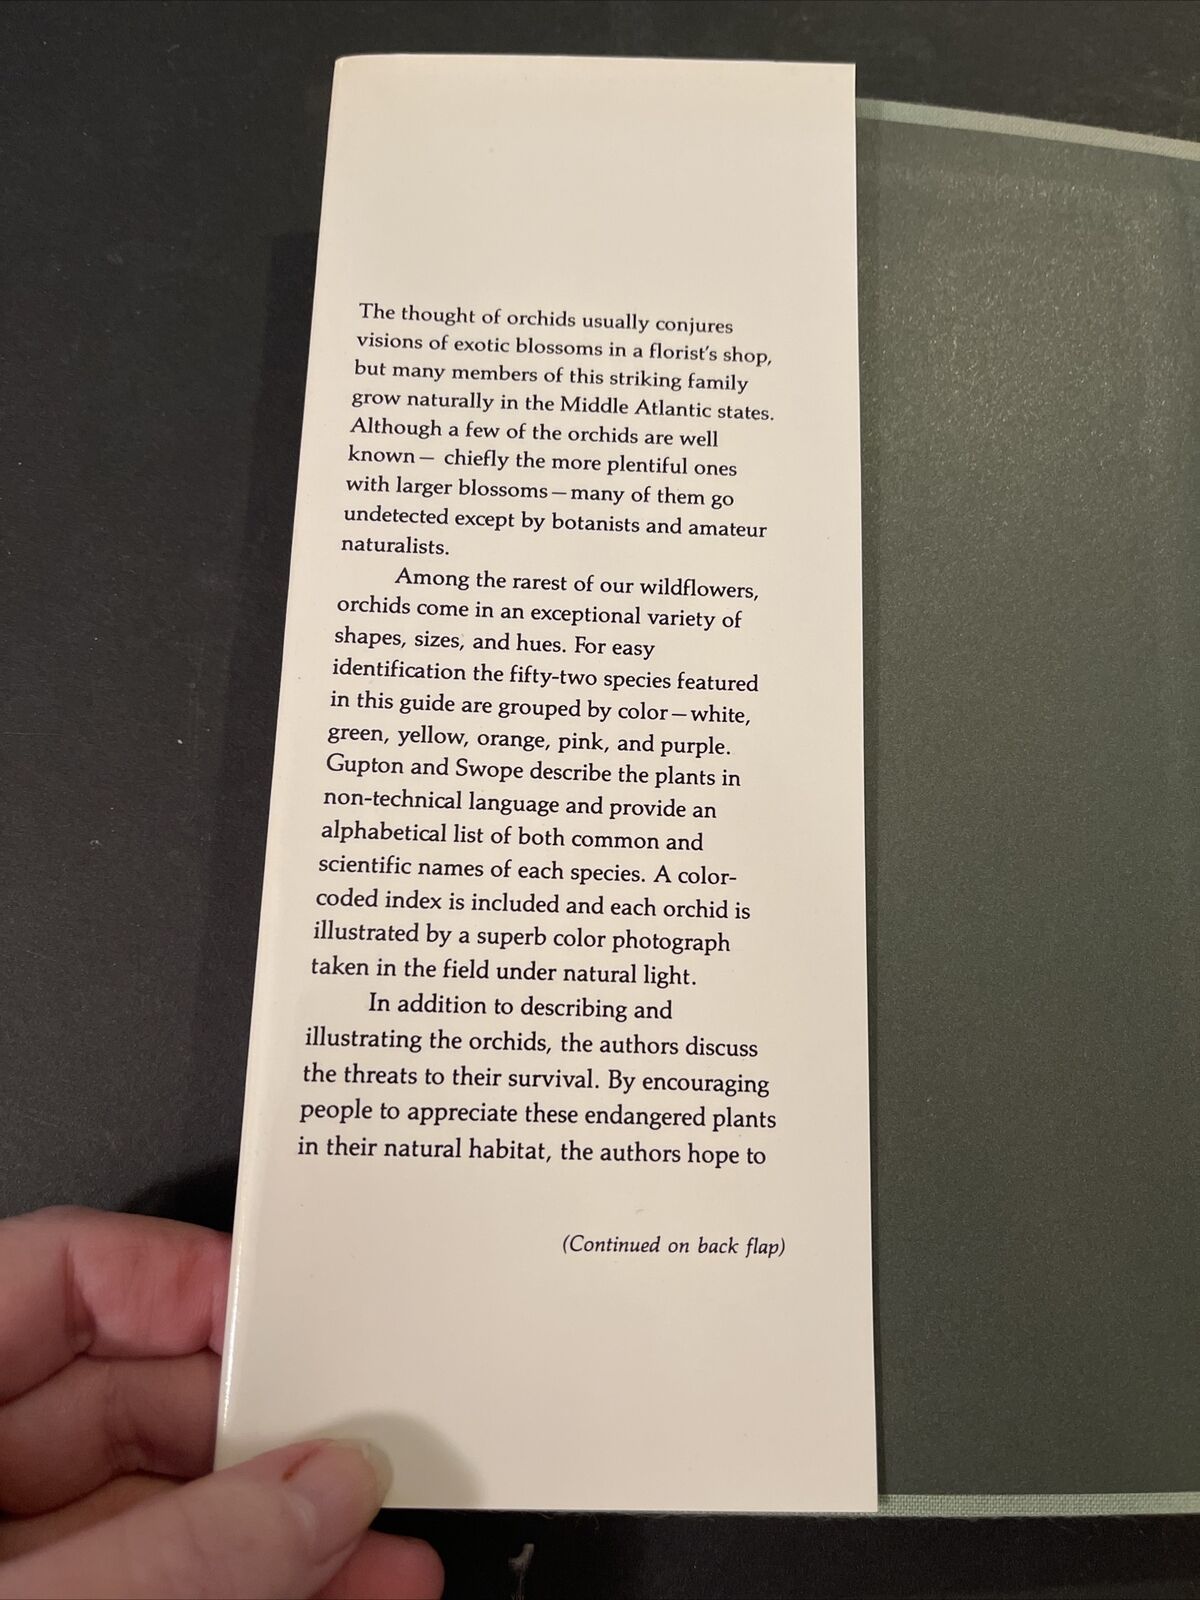 The thought of orchids usually conjures
visions of exotic blossoms in a florist's shop,
but many members of this striking family
grow naturally in the Middle Atlantic states.
Although a few of the orchids are well
known— chiefly the more plentiful ones
with larger blossoms—many of them go
undetected except by botanists and amateur
naturalists.
Among the rarest of our wildflowers,
orchids come in an exceptional variety of
shapes, sizes, and hues. For easy
identification the fifty-two species featured
in this guide are grouped by color—white,
green, yellow, orange, pink, and purple.
Gupton and Swope describe the plants in
non-technical language and provide an
alphabetical list of both common and
scientific names of each species. A color-
coded index is included and each orchid is
illustrated by a superb color photograph
taken in the field under natural light.
In addition to describing and
illustrating the orchids, the authors discuss
the threats to their survival. By encouraging
people to appreciate these endangered plants
in their natural habitat, the authors hope to
(Continued on back flap)